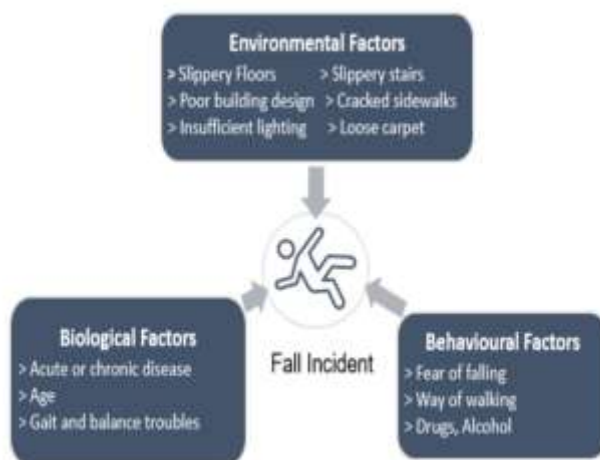 Environmental Factors
> Slippery Floors > Slippery stairs
> Poor building design > Cracked sidewalks
> Insufficient lighting > Loose carpet
Biological Factors
> Acute or chronic disease
> Age
> Gait and balance troubles
Fall Incident
Behavioural Factors
> Fear of falling
> Way of walking
> Drugs, Alcohol